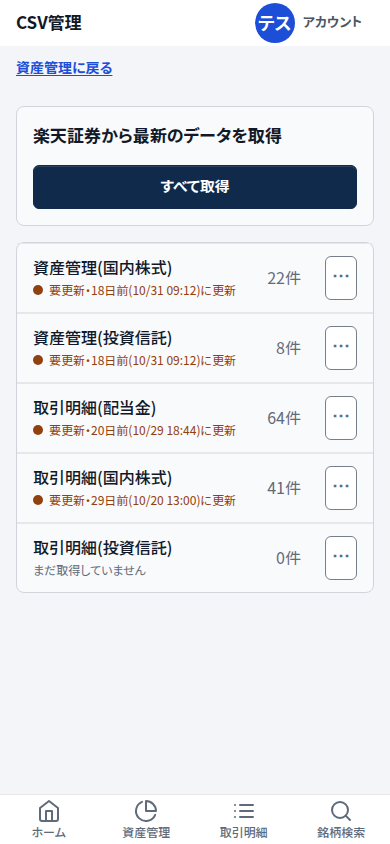 CSV管理
テス アカウント
資産管理に戻る
楽天証券から最新のデータを取得
すべて取得
資産管理(国内株式)
要更新・18日前(10/31 09:12)に更新
22件
資産管理(投資信託)
要更新・18日前(10/31 09:12)に更新
8件
取引明細(配当金)
要更新・20日前(10/29 18:44)に更新
64件
取引明細(国内株式)
要更新・29日前(10/20 13:00)に更新
41件
取引明細(投資信託)
まだ取得していません
0件
ホーム 資産管理 取引明細 銘柄検索